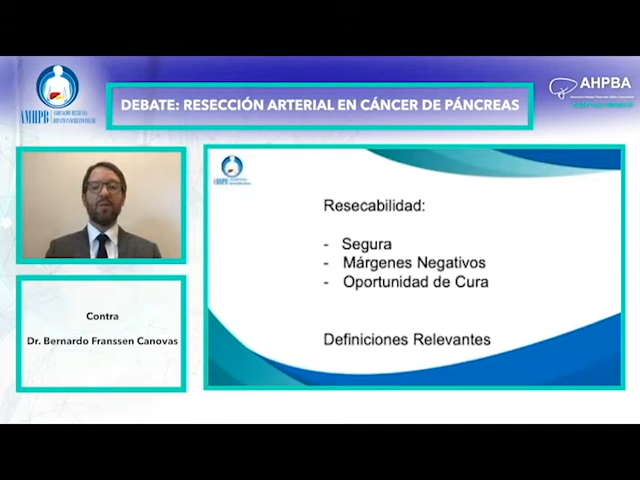 AMHPB
AHPBA
DEBATE: RESECCIÓN ARTERIAL EN CÁNCER DE PÁNCREAS
Resecabilidad:
- Segura
- Márgenes Negativos
- Oportunidad de Cura
Definiciones Relevantes
Contra
Dr. Bernardo Franssen Canovas